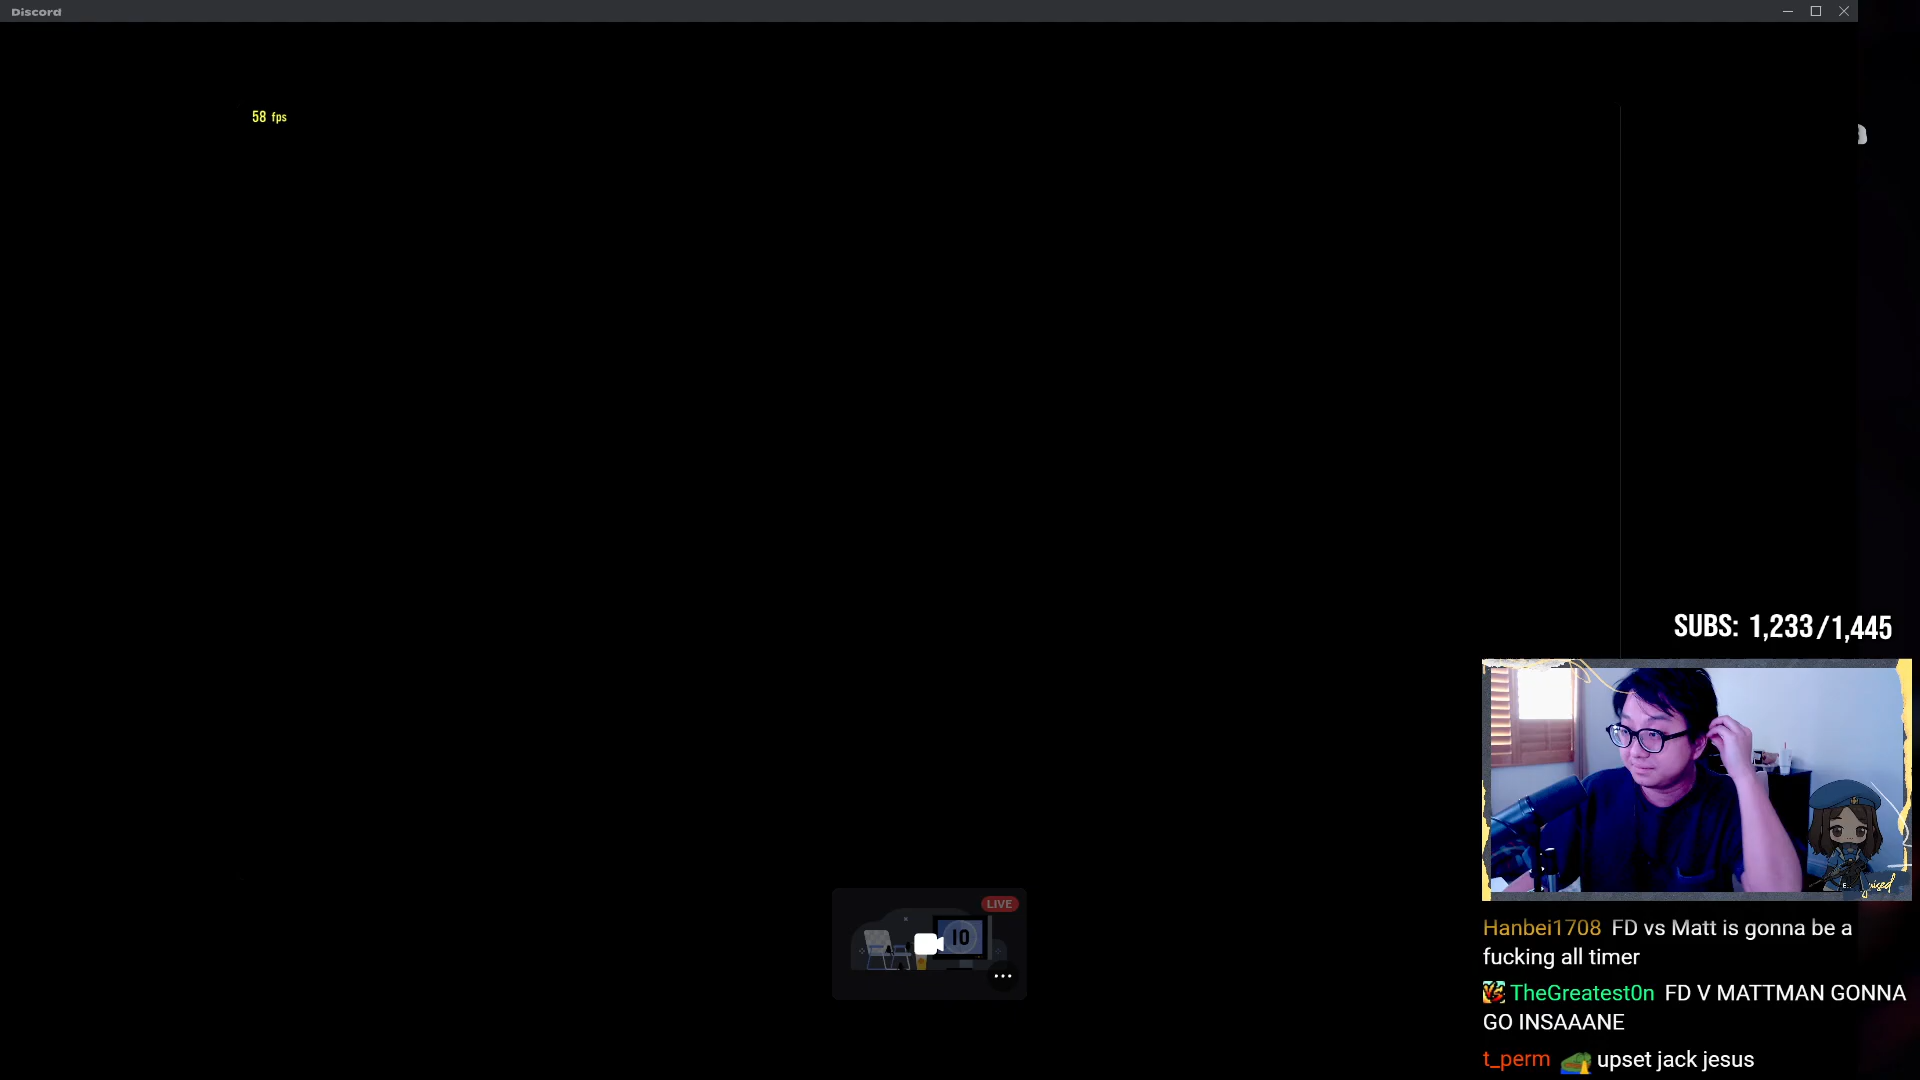 Discord
58 fps
SUBS: 1,233/1,445
LIVE
10
Hanbei1708 FD vs Matt is gonna be a
fucking all timer
TheGreatest0n FD V MATTMAN GONNA
GO INSAAANE
t_perm upset jack jesus